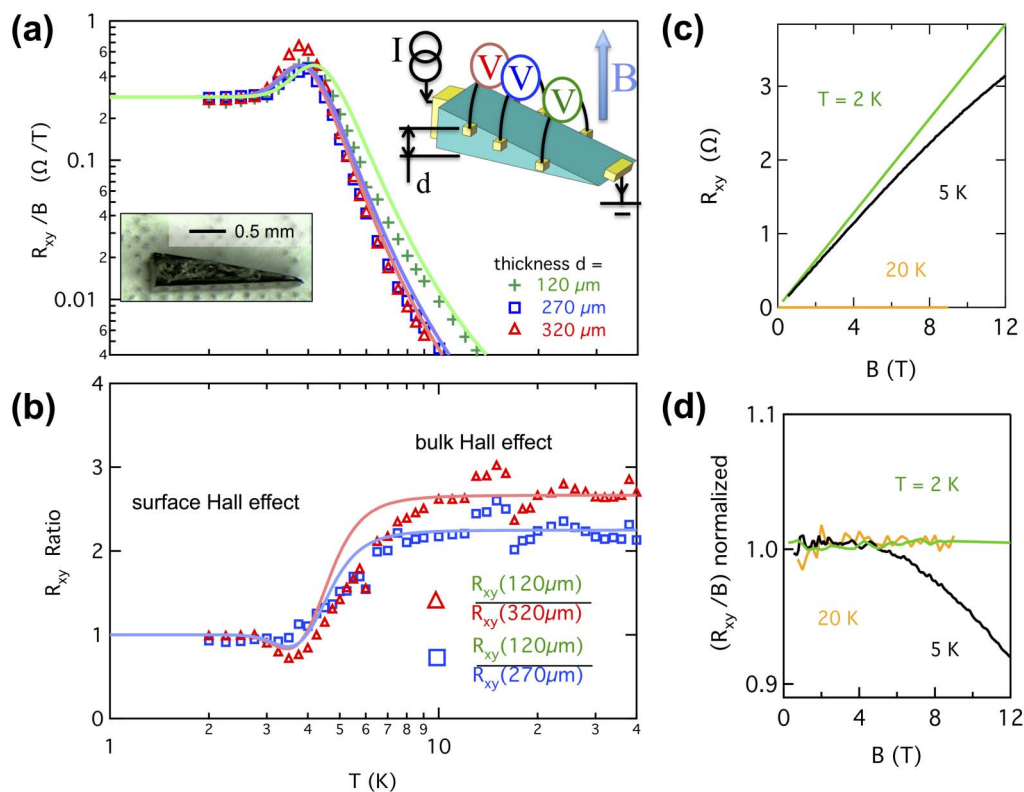 (a)
1
4
2
0.1
8
6
4
2
0.01
8
6
4
R_xy /B (Ω /T)
I
V
V
V
B
d
0.5 mm
thickness d =
120 µm
270 µm
320 µm
(b)
4
3
2
1
0
R_xy Ratio
surface Hall effect
bulk Hall effect
R_xy(120µm)
R_xy(320µm)
R_xy(120µm)
R_xy(270µm)
1
2
3
4
5
6
7
8
9
10
2
3
4
T (K)
(c)
3
2
1
0
R_xy (Ω)
T = 2 K
5 K
20 K
0
4
8
12
B (T)
(d)
1.1
1.0
0.9
(R_xy /B) normalized
T = 2 K
20 K
5 K
0
4
8
12
B (T)